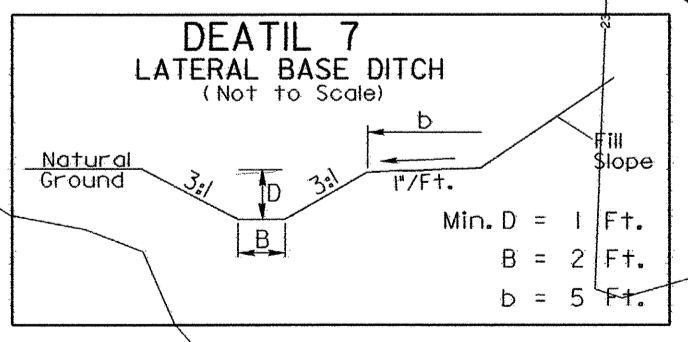 DEATIL 7
LATERAL BASE DITCH
(Not to Scale)
23
b
Natural
Ground
3:1
D
3:1
1"/Ft.
Fill
Slope
B
Min. D = 1 Ft.
B = 2 Ft.
b = 5 Ft.